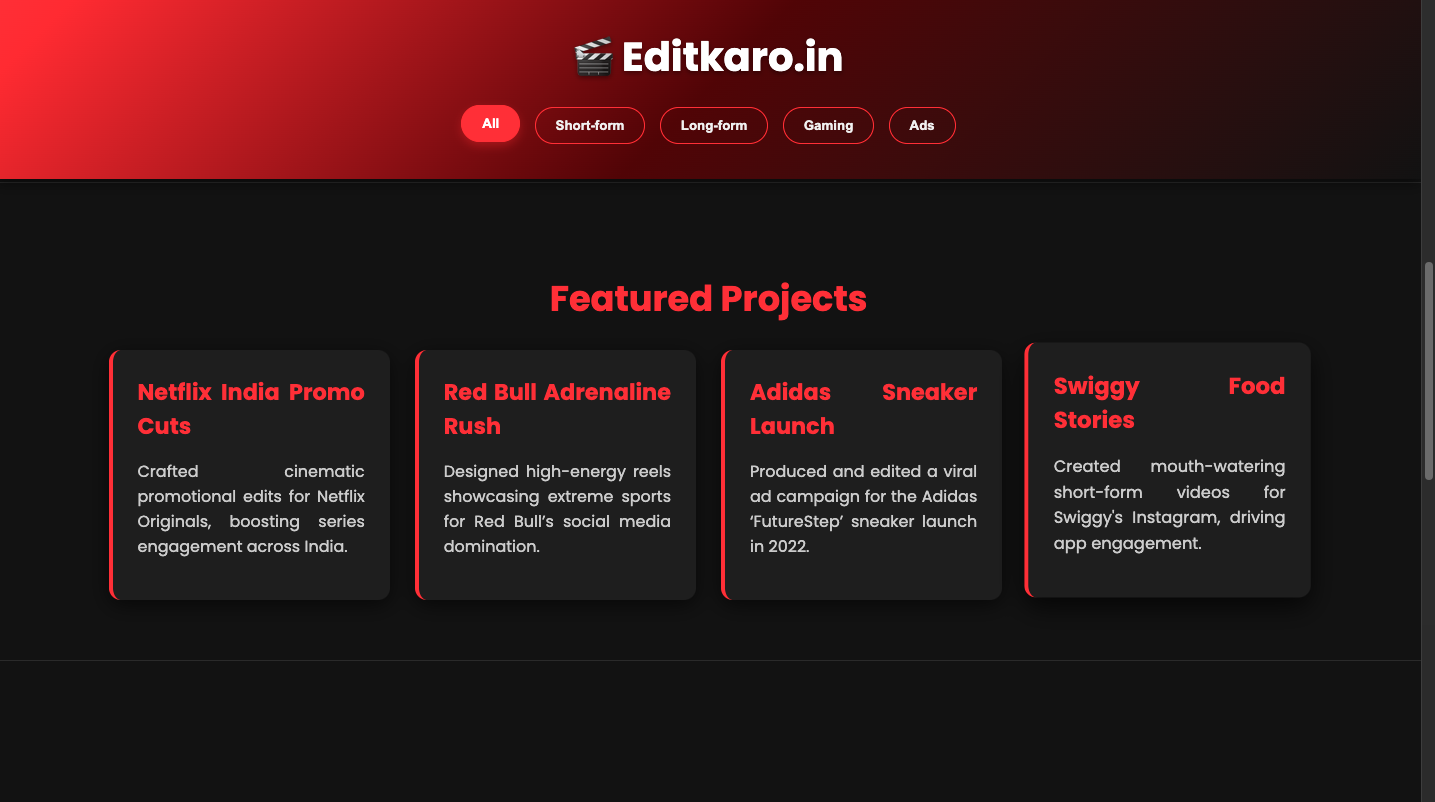 🎬 Editkaro.in
All Short-form Long-form Gaming Ads
Featured Projects
Netflix India Promo
Cuts
Crafted cinematic
promotional edits for Netflix
Originals, boosting series
engagement across India.
Red Bull Adrenaline
Rush
Designed high-energy reels
showcasing extreme sports
for Red Bull’s social media
domination.
Adidas Sneaker
Launch
Produced and edited a viral
ad campaign for the Adidas
‘FutureStep’ sneaker launch
in 2022.
Swiggy Food
Stories
Created mouth-watering
short-form videos for
Swiggy's Instagram, driving
app engagement.